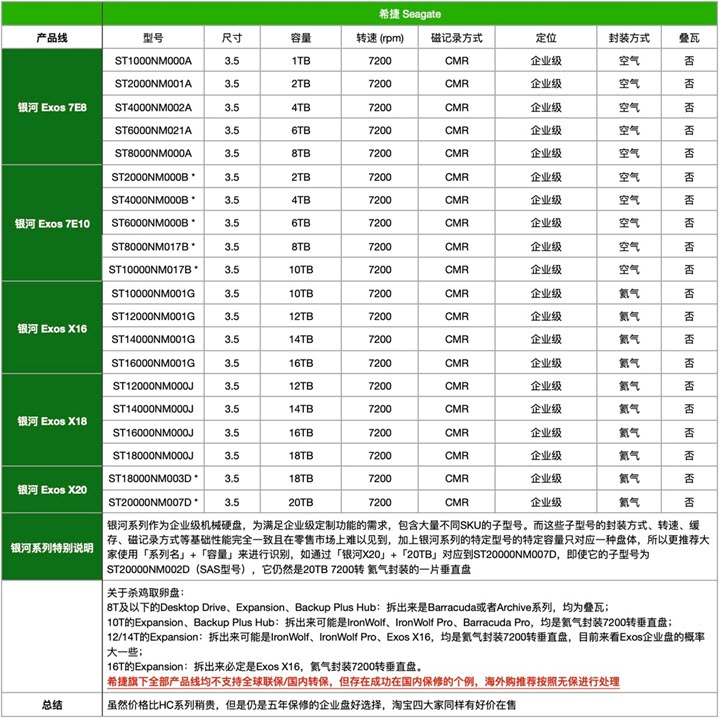 希捷 Seagate
产品线 型号 尺寸 容量 转速 (rpm) 磁记录方式 定位 封装方式 叠瓦
银河 Exos 7E8
ST1000NM000A 3.5 1TB 7200 CMR 企业级 空气 否
ST2000NM001A 3.5 2TB 7200 CMR 企业级 空气 否
ST4000NM002A 3.5 4TB 7200 CMR 企业级 空气 否
ST6000NM021A 3.5 6TB 7200 CMR 企业级 空气 否
ST8000NM000A 3.5 8TB 7200 CMR 企业级 空气 否
银河 Exos 7E10
ST2000NM000B * 3.5 2TB 7200 CMR 企业级 空气 否
ST4000NM000B * 3.5 4TB 7200 CMR 企业级 空气 否
ST6000NM000B * 3.5 6TB 7200 CMR 企业级 空气 否
ST8000NM017B * 3.5 8TB 7200 CMR 企业级 空气 否
ST10000NM017B * 3.5 10TB 7200 CMR 企业级 空气 否
银河 Exos X16
ST10000NM001G 3.5 10TB 7200 CMR 企业级 氦气 否
ST12000NM001G 3.5 12TB 7200 CMR 企业级 氦气 否
ST14000NM001G 3.5 14TB 7200 CMR 企业级 氦气 否
ST16000NM001G 3.5 16TB 7200 CMR 企业级 氦气 否
银河 Exos X18
ST12000NM000J 3.5 12TB 7200 CMR 企业级 氦气 否
ST14000NM000J 3.5 14TB 7200 CMR 企业级 氦气 否
ST16000NM000J 3.5 16TB 7200 CMR 企业级 氦气 否
ST18000NM000J 3.5 18TB 7200 CMR 企业级 氦气 否
银河 Exos X20
ST18000NM003D * 3.5 18TB 7200 CMR 企业级 氦气 否
ST20000NM007D * 3.5 20TB 7200 CMR 企业级 氦气 否
银河系列特别说明
银河系列作为企业级机械硬盘，为满足企业级定制功能的需求，包含大量不同SKU的子型号。而这些子型号的封装方式、转速、缓
存、磁记录方式等基础性能完全一致且在零售市场上难以见到，加上银河系列的特定型号的特定容量只对应一种盘体，所以更推荐大
家使用「系列名」+「容量」来进行识别，如通过「银河X20」+「20TB」对应到ST20000NM007D，即使它的子型号为
ST20000NM002D（SAS型号），它仍然是20TB 7200转 氦气封装的一片垂直盘
关于杀鸡取卵盘：
8T及以下的Desktop Drive、Expansion、Backup Plus Hub：拆出来是Barracuda或者Archive系列，均为叠瓦；
10T的Expansion、Backup Plus Hub：拆出来可能是IronWolf、IronWolf Pro、Barracuda Pro，均是氦气封装7200转垂直盘；
12/14T的Expansion：拆出来可能是IronWolf、IronWolf Pro、Exos X16，均是氦气封装7200转垂直盘，目前来看Exos企业盘的概率
大一些；
16T的Expansion：拆出来必定是Exos X16，氦气封装7200转垂直盘。
希捷旗下全部产品线均不支持全球联保/国内转保，但存在成功在国内保修的个例，海外购推荐按照无保进行处理
总结 虽然价格比HC系列稍贵，但是仍是五年保修的企业盘好选择，淘宝四大家同样有好价在售